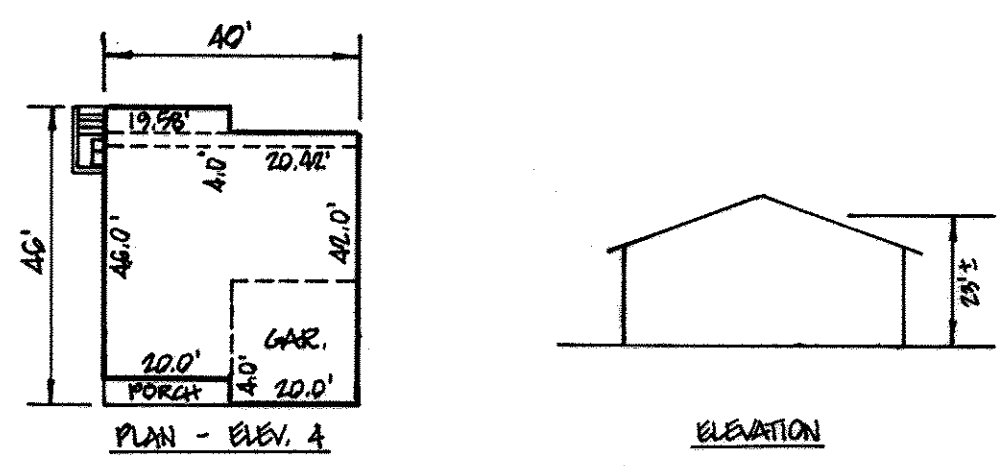 40'
19.58'
4.0'
20.42'
46'
46.0'
42.0'
GAR.
20.0'
4.0'
20.0'
PORCH
PLAN - ELEV. 4
23'±
ELEVATION